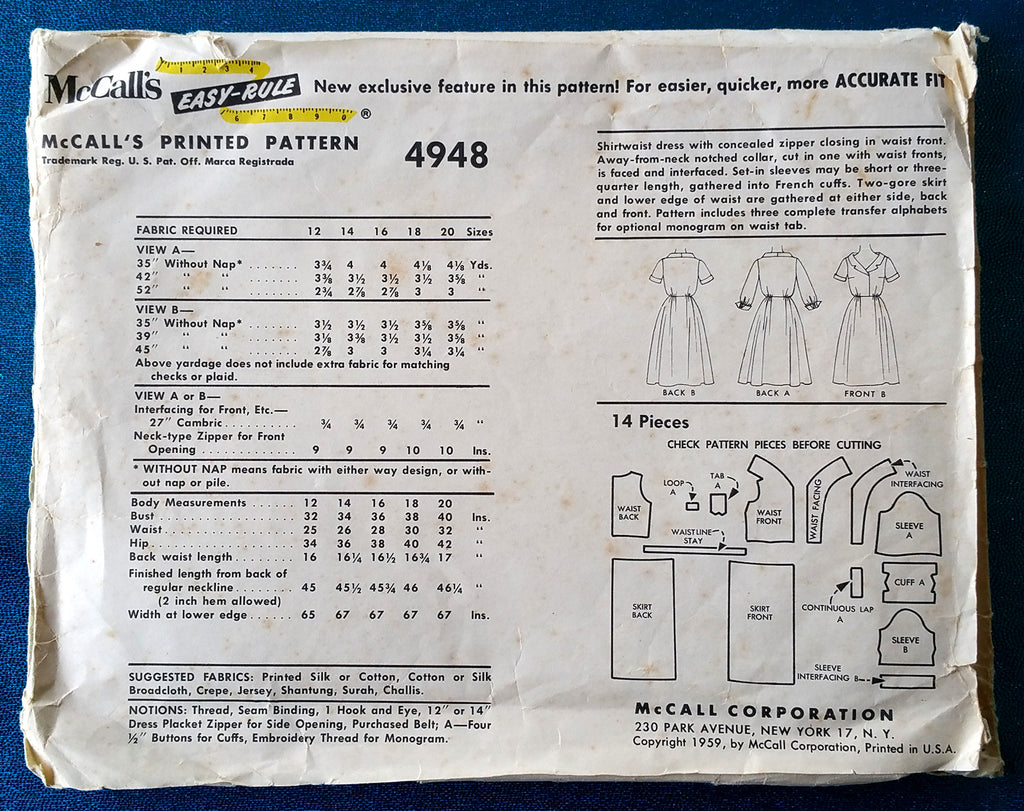 McCall's EASY-RULE ® New exclusive feature in this pattern! For easier, quicker, more ACCURATE FIT
1 2 3 4
6 7 8 9 0
McCALL'S PRINTED PATTERN
Trademark Reg. U. S. Pat. Off. Marca Registrada
4948
FABRIC REQUIRED 12 14 16 18 20 Sizes
VIEW A—
35" Without Nap* ....... 3¾ 4 4 4⅛ 4⅛ Yds.
42" " " ....... 3⅜ 3½ 3½ 3½ 3⅝ "
52" " " ....... 2¾ 2⅞ 2⅞ 3 3 "
VIEW B—
35" Without Nap* ....... 3½ 3½ 3½ 3⅝ 3⅝ "
39" " " ....... 3⅛ 3⅜ 3½ 3½ 3⅝ "
45" " " ....... 2⅞ 3 3 3¼ 3¼ "
Above yardage does not include extra fabric for matching
checks or plaid.
VIEW A or B—
Interfacing for Front, Etc.—
27" Cambric .......... ¾ ¾ ¾ ¾ ¾ "
Neck-type Zipper for Front
Opening .............. 9 9 9 10 10 Ins.
* WITHOUT NAP means fabric with either way design, or with-
out nap or pile.
Body Measurements ...... 12 14 16 18 20
Bust ................... 32 34 36 38 40 Ins.
Waist .................. 25 26 28 30 32 "
Hip .................... 34 36 38 40 42 "
Back waist length ........ 16 16¼ 16½ 16¾ 17 "
Finished length from back of
regular neckline ........ 45 45½ 45¾ 46 46¼ "
(2 inch hem allowed)
Width at lower edge ...... 65 67 67 67 67 Ins.
SUGGESTED FABRICS: Printed Silk or Cotton, Cotton or Silk
Broadcloth, Crepe, Jersey, Shantung, Surah, Challis.
NOTIONS: Thread, Seam Binding, 1 Hook and Eye, 12" or 14"
Dress Placket Zipper for Side Opening, Purchased Belt; A—Four
½" Buttons for Cuffs, Embroidery Thread for Monogram.
Shirtwaist dress with concealed zipper closing in waist front.
Away-from-neck notched collar, cut in one with waist fronts,
is faced and interfaced. Set-in sleeves may be short or three-
quarter length, gathered into French cuffs. Two-gore skirt
and lower edge of waist are gathered at either side, back
and front. Pattern includes three complete transfer alphabets
for optional monogram on waist tab.
BACK B BACK A FRONT B
14 Pieces
CHECK PATTERN PIECES BEFORE CUTTING
WAIST
BACK
LOOP
A
TAB
A
WAIST
FRONT
WAIST FACING
WAIST
INTERFACING
SLEEVE
A
WAISTLINE
STAY
SKIRT
BACK
SKIRT
FRONT
CONTINUOUS LAP
A
CUFF A
SLEEVE
B
SLEEVE
INTERFACING B
McCALL CORPORATION
230 PARK AVENUE, NEW YORK 17, N. Y.
Copyright 1959, by McCall Corporation, Printed in U.S.A.